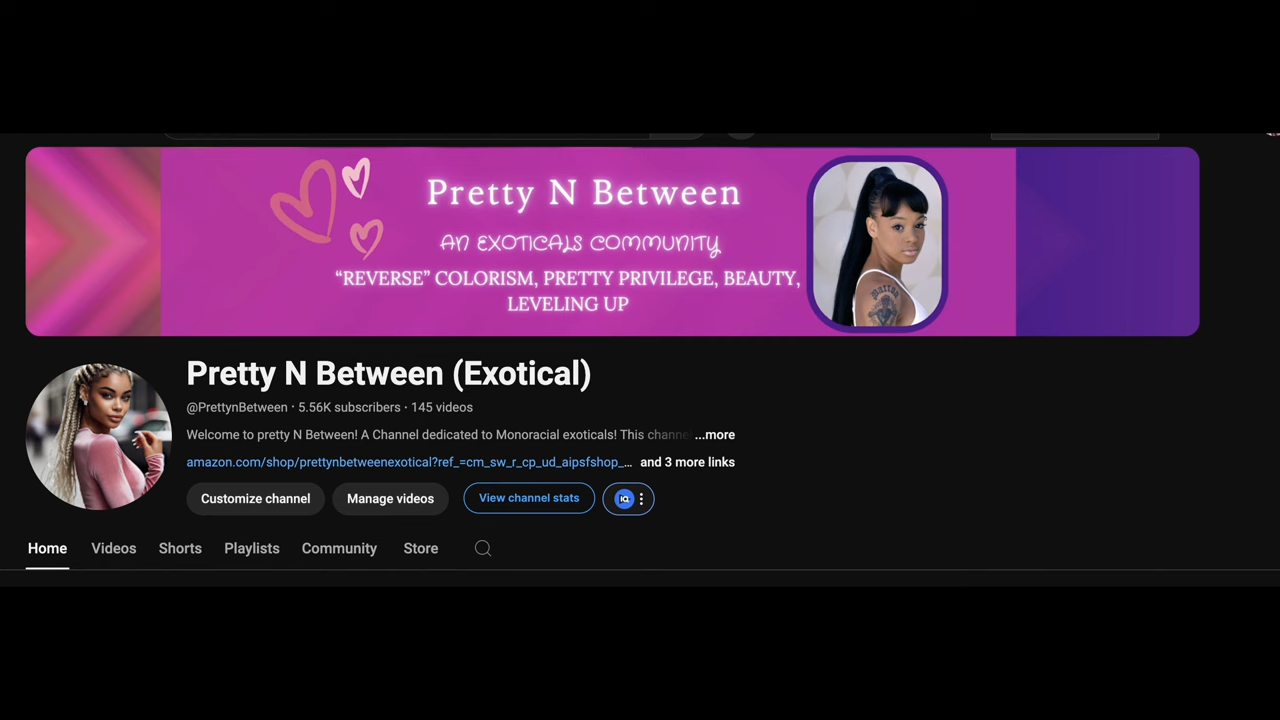 Pretty N Between
AN EXOTICALS COMMUNITY
“REVERSE” COLORISM, PRETTY PRIVILEGE, BEAUTY,
LEVELING UP
Pretty N Between (Exotical)
@PrettynBetween · 5.56K subscribers · 145 videos
Welcome to pretty N Between! A Channel dedicated to Monoracial exoticals! This channe ...more
amazon.com/shop/prettynbetweenexotical?ref_=cm_sw_r_cp_ud_aipsfshop_... and 3 more links
Customize channel Manage videos View channel stats IQ
Home Videos Shorts Playlists Community Store